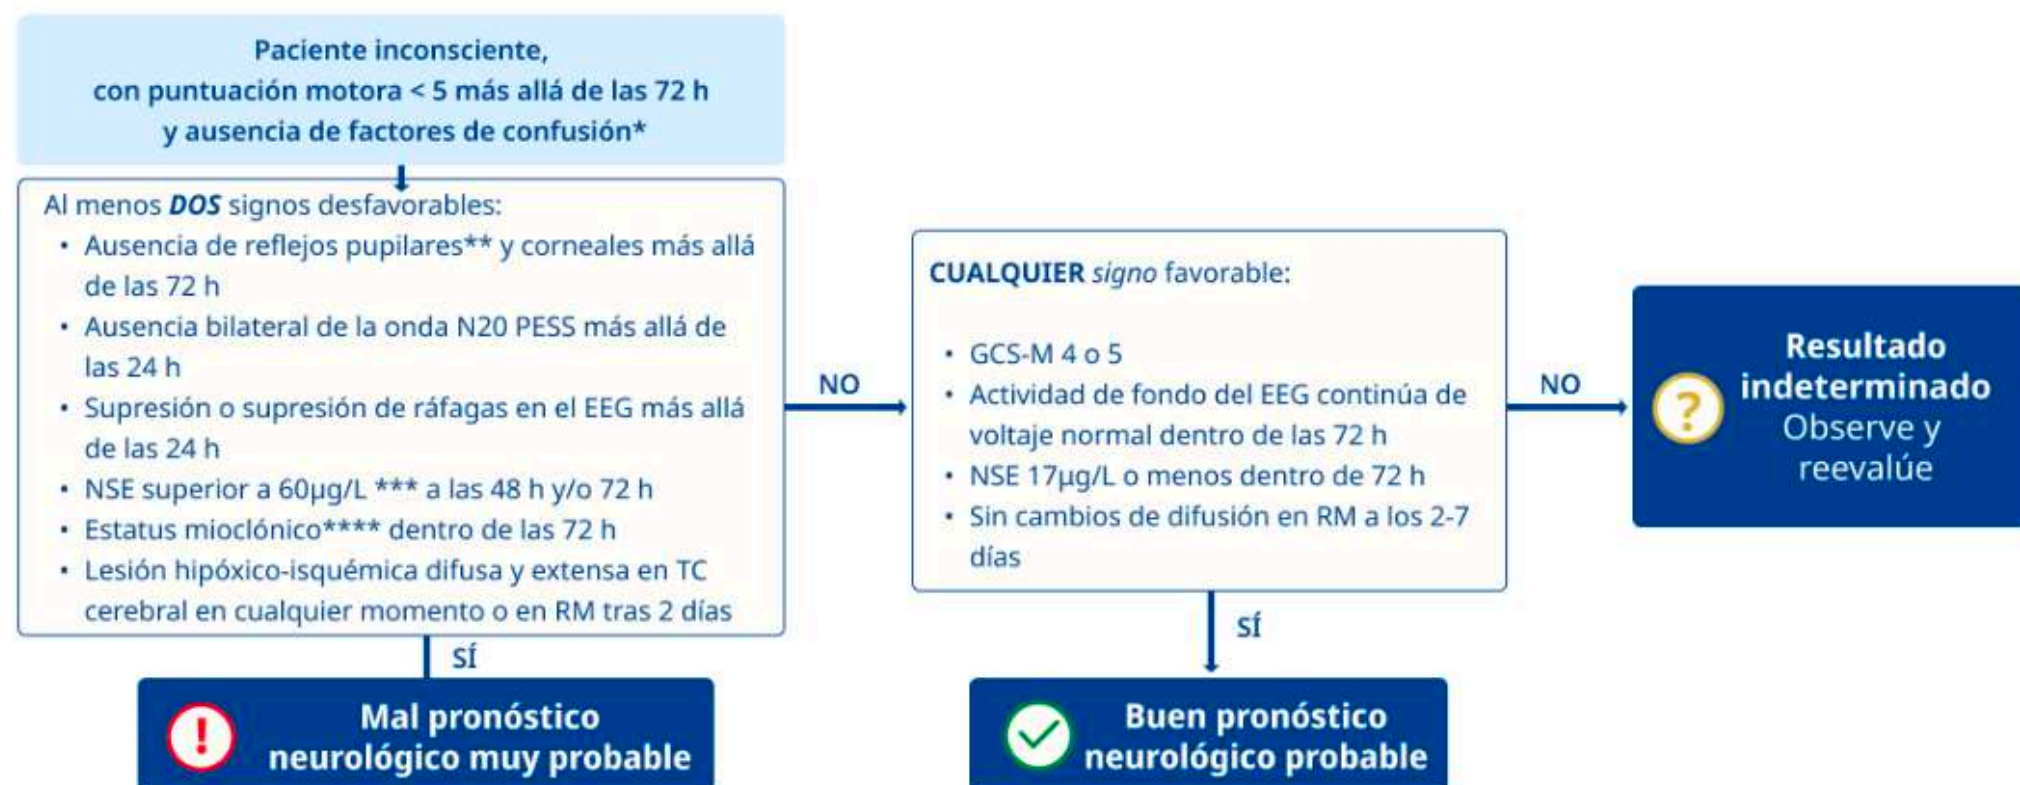 Paciente inconsciente,
con puntuación motora < 5 más allá de las 72 h
y ausencia de factores de confusión*
Al menos DOS signos desfavorables:
• Ausencia de reflejos pupilares** y corneales más allá
de las 72 h
• Ausencia bilateral de la onda N20 PESS más allá de
las 24 h
• Supresión o supresión de ráfagas en el EEG más allá
de las 24 h
• NSE superior a 60µg/L *** a las 48 h y/o 72 h
• Estatus mioclónico**** dentro de las 72 h
• Lesión hipóxico-isquémica difusa y extensa en TC
cerebral en cualquier momento o en RM tras 2 días
SÍ
Mal pronóstico
neurológico muy probable
NO
CUALQUIER signo favorable:
• GCS-M 4 o 5
• Actividad de fondo del EEG continúa de
voltaje normal dentro de las 72 h
• NSE 17µg/L o menos dentro de 72 h
• Sin cambios de difusión en RM a los 2-7
días
SÍ
Buen pronóstico
neurológico probable
NO
Resultado
indeterminado
Observe y
reevalúe